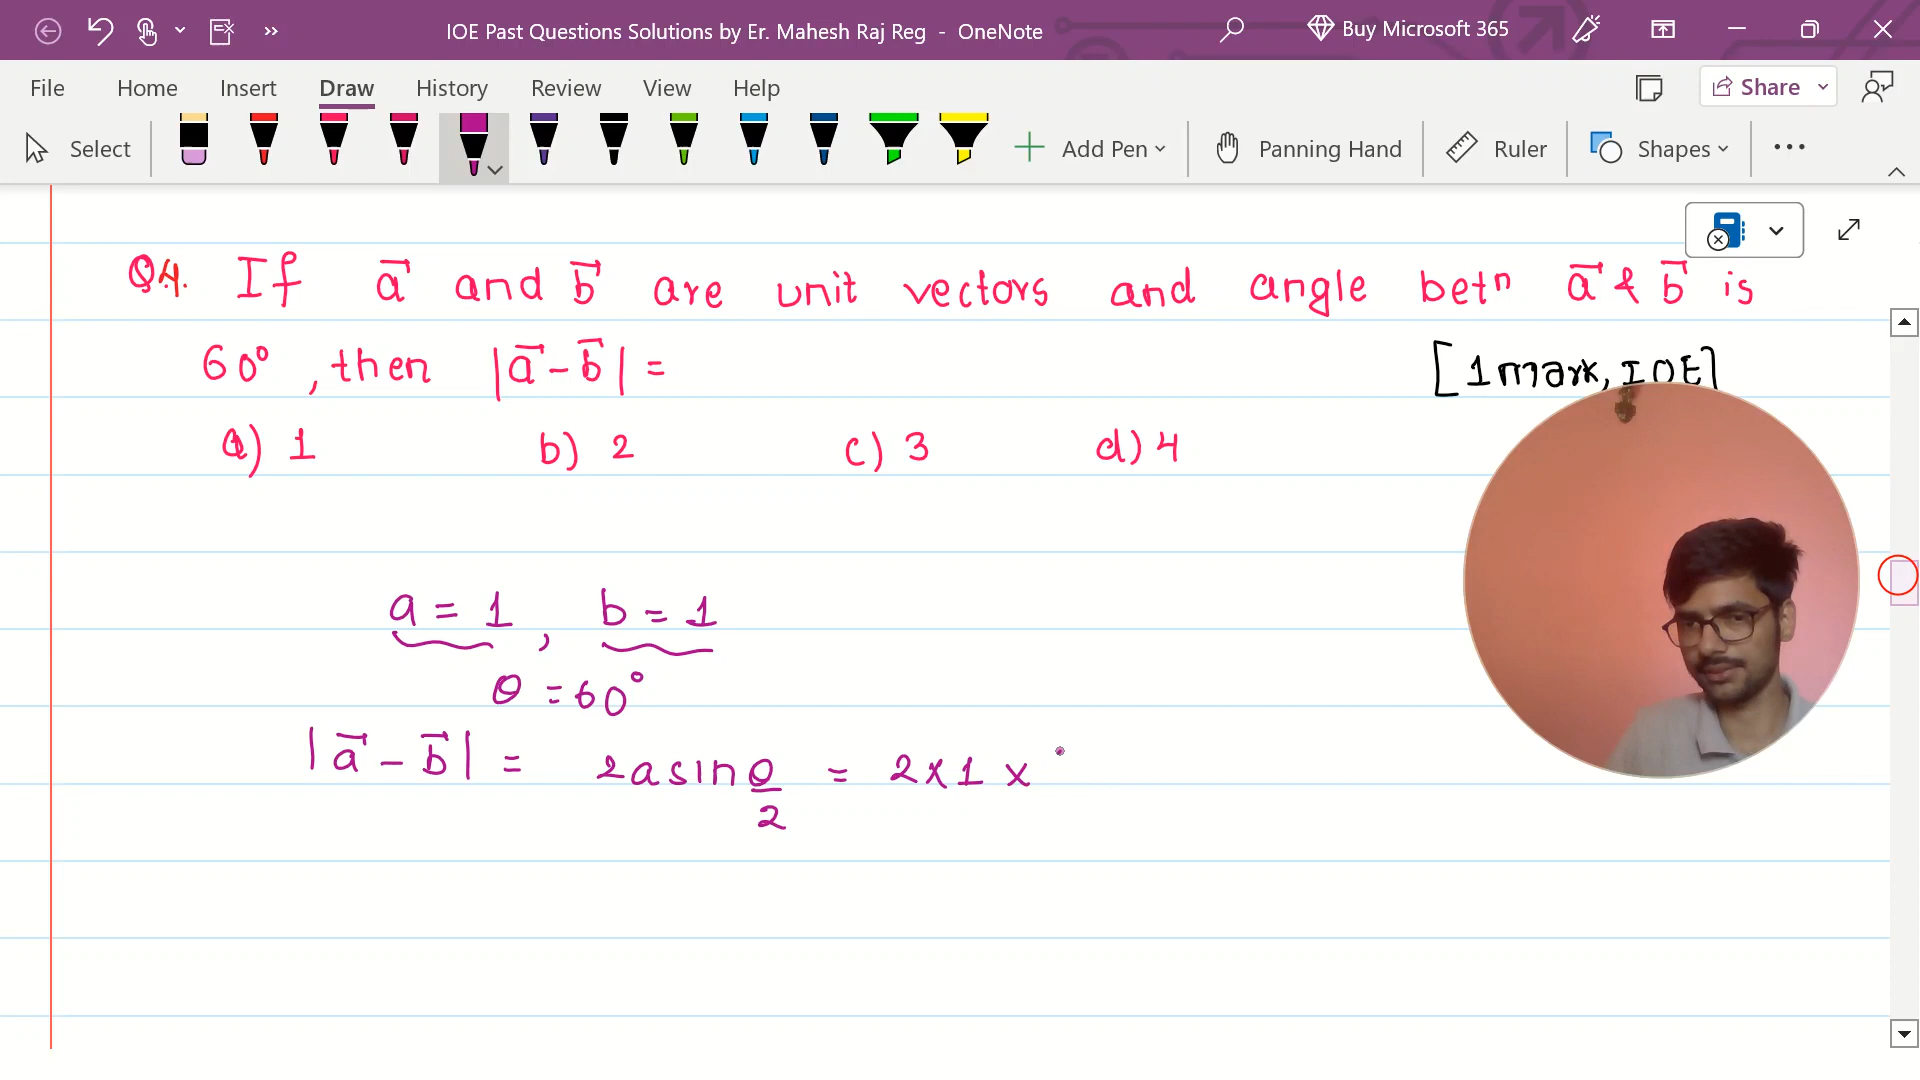 IOE Past Questions Solutions by Er. Mahesh Raj Reg - OneNote
Buy Microsoft 365
File Home Insert Draw History Review View Help
Share
Select
Add Pen
Panning Hand
Ruler
Shapes
Q4. If a⃗ and b⃗ are unit vectors and angle betn a⃗ & b⃗ is
60°, then |a⃗ - b⃗| =
[1mark, IOE]
a) 1 b) 2 c) 3 d) 4
a = 1, b = 1
θ = 60°
|a⃗ - b⃗| = 2a sin θ/2 = 2 x 1 x